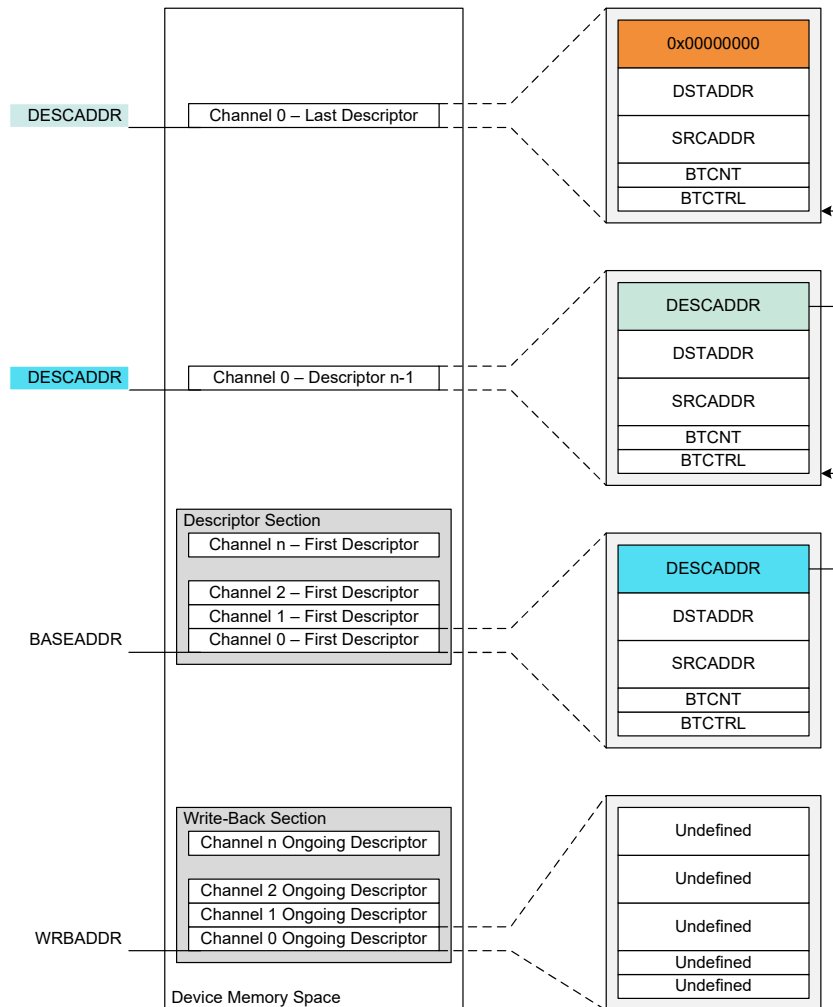 0x00000000
DSTADDR
SRCADDR
BTCNT
BTCTRL
DESCADDR
Channel 0 – Last Descriptor
DESCADDR
DSTADDR
SRCADDR
BTCNT
BTCTRL
DESCADDR
Channel 0 – Descriptor n-1
Descriptor Section
Channel n – First Descriptor
Channel 2 – First Descriptor
Channel 1 – First Descriptor
Channel 0 – First Descriptor
BASEADDR
DESCADDR
DSTADDR
SRCADDR
BTCNT
BTCTRL
Write-Back Section
Channel n Ongoing Descriptor
Channel 2 Ongoing Descriptor
Channel 1 Ongoing Descriptor
Channel 0 Ongoing Descriptor
WRBADDR
Undefined
Undefined
Undefined
Undefined
Undefined
Device Memory Space